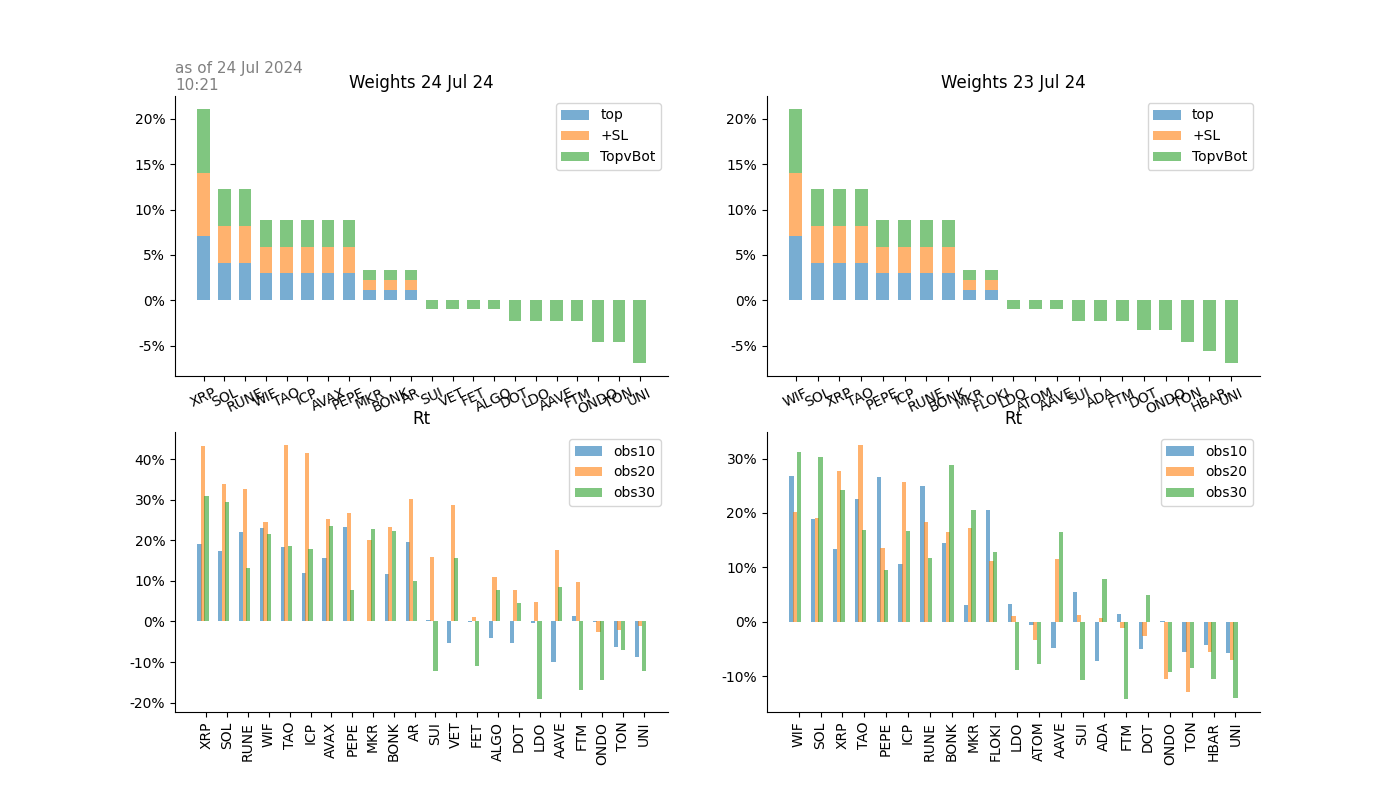 as of 24 Jul 2024
10:21
Weights 24 Jul 24
20%
15%
10%
5%
0%
-5%
top
+SL
TopvBot
XRP SOL RUNE WIF TAO ICP AVAX PEPE MKR BONK AR SUI VET FET ALGO DOT LDO AAVE FTM ONDO TON UNI
Weights 23 Jul 24
20%
15%
10%
5%
0%
-5%
top
+SL
TopvBot
WIF SOL XRP TAO PEPE ICP RUNE BONK MKR FLOKI LDO ATOM AAVE SUI ADA FTM DOT ONDO TON HBAR UNI
Rt
40%
30%
20%
10%
0%
-10%
-20%
obs10
obs20
obs30
XRP SOL RUNE WIF TAO ICP AVAX PEPE MKR BONK AR SUI VET FET ALGO DOT LDO AAVE FTM ONDO TON UNI
Rt
30%
20%
10%
0%
-10%
obs10
obs20
obs30
WIF SOL XRP TAO PEPE ICP RUNE BONK MKR FLOKI LDO ATOM AAVE SUI ADA FTM DOT ONDO TON HBAR UNI